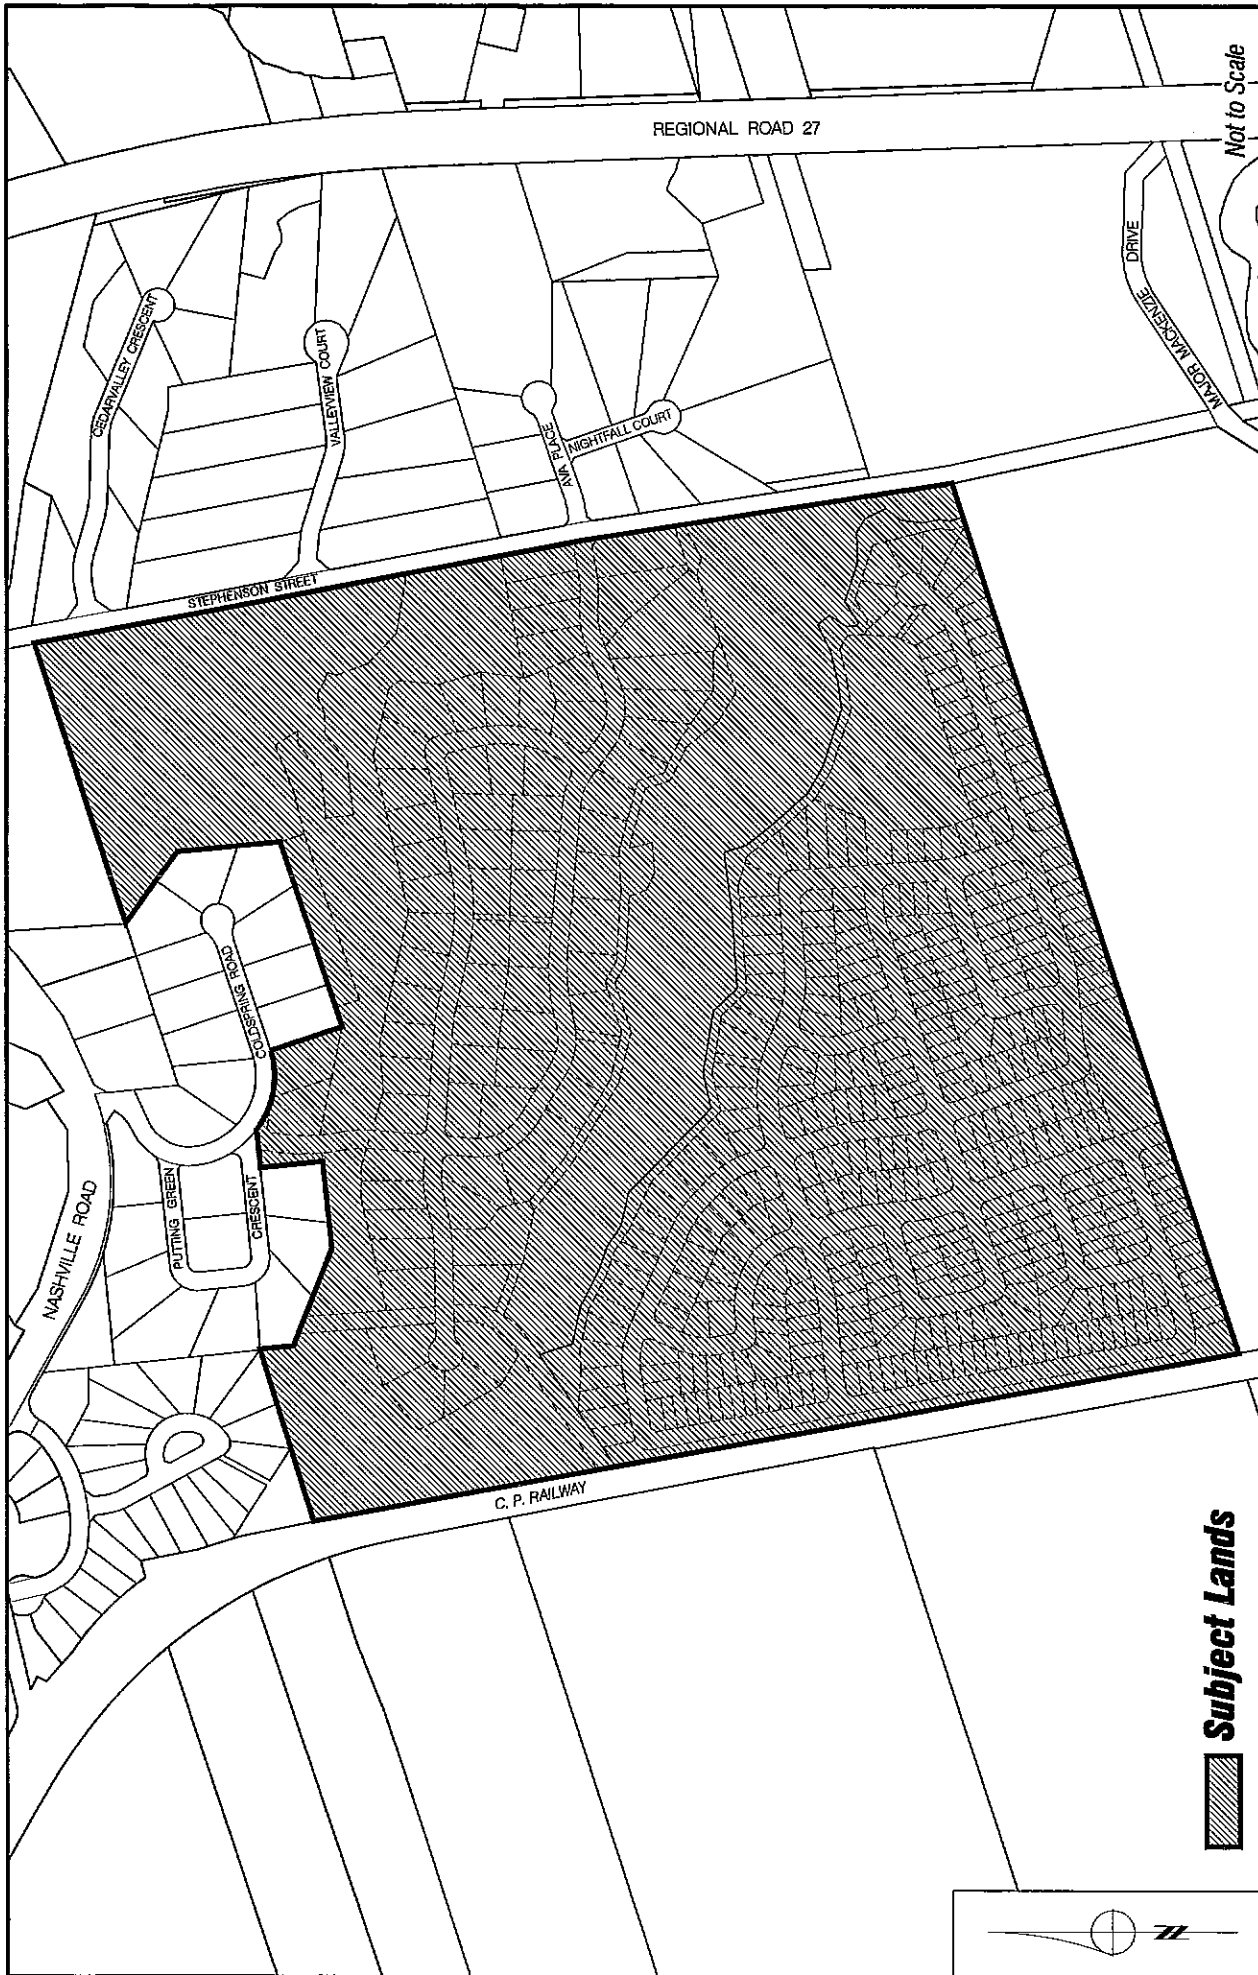 REGIONAL ROAD 27
Not to Scale
DRIVE
MAJOR MACKENZIE
CEDARVALLEY CRESCENT
VALLEYVIEW COURT
AVA PLACE
NIGHTFALL COURT
STEPHENSON STREET
COLDSPRING ROAD
NASHVILLE ROAD
PUTTING GREEN
CRESCENT
C. P. RAILWAY
Subject Lands
N